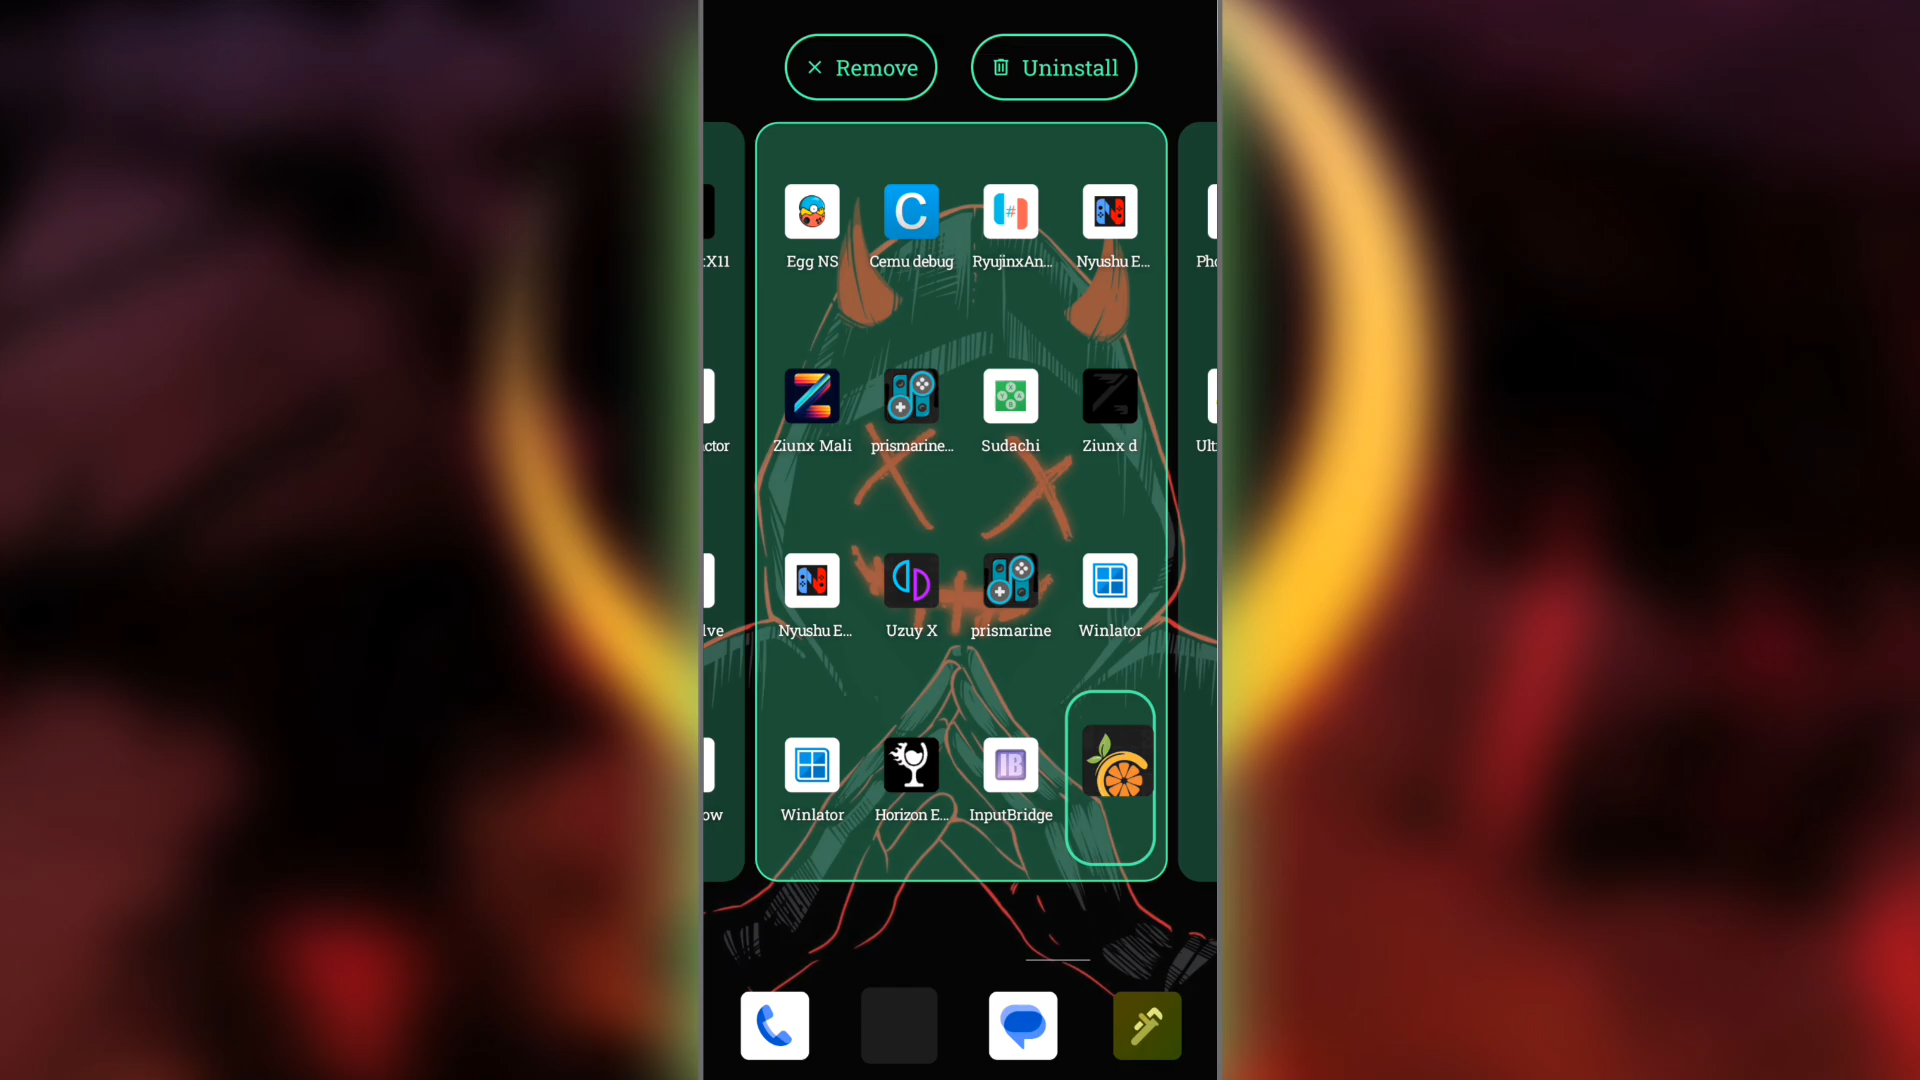 Remove Uninstall
:X11
Egg NS Cemu debug RyujinxAn... Nyushu E...
Pho
ctor
Ziunx Mali prismarine... Sudachi Ziunx d
Ult
lve
Nyushu E... Uzuy X prismarine Winlator
ow
Winlator Horizon E... InputBridge